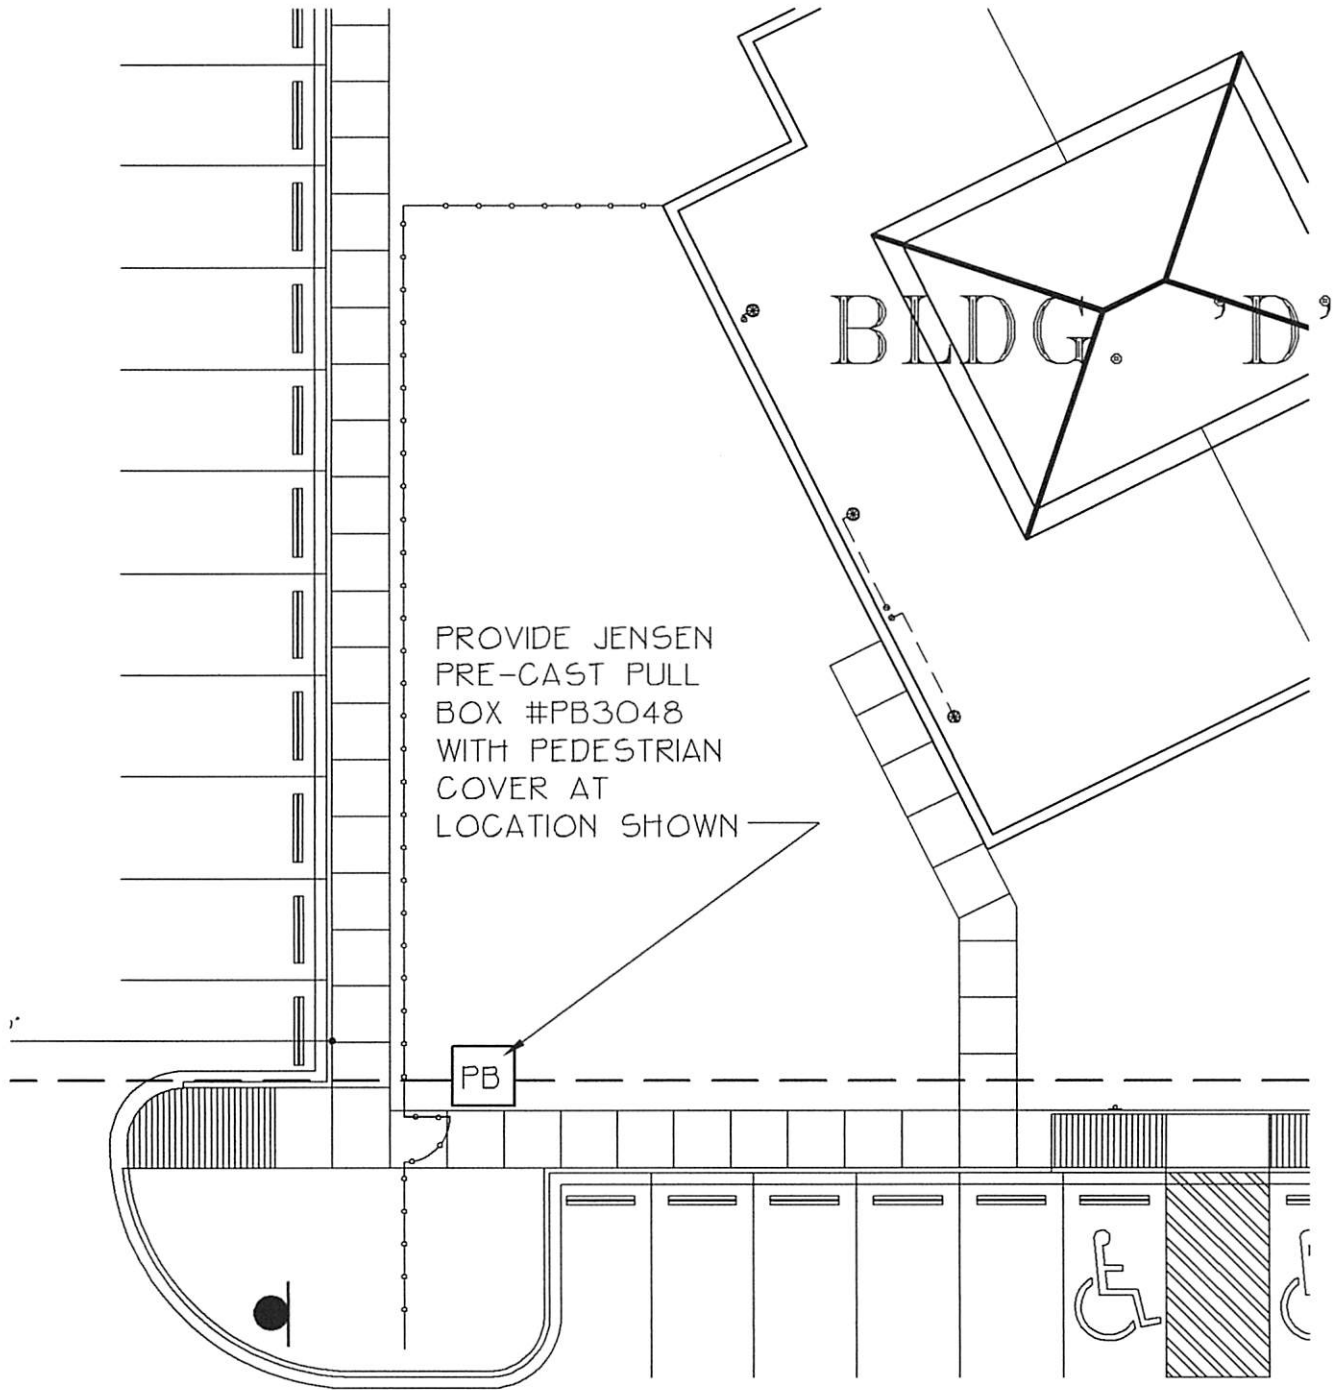 BLDG. 'D'
PROVIDE JENSEN
PRE-CAST PULL
BOX #PB3048
WITH PEDESTRIAN
COVER AT
LOCATION SHOWN
PB